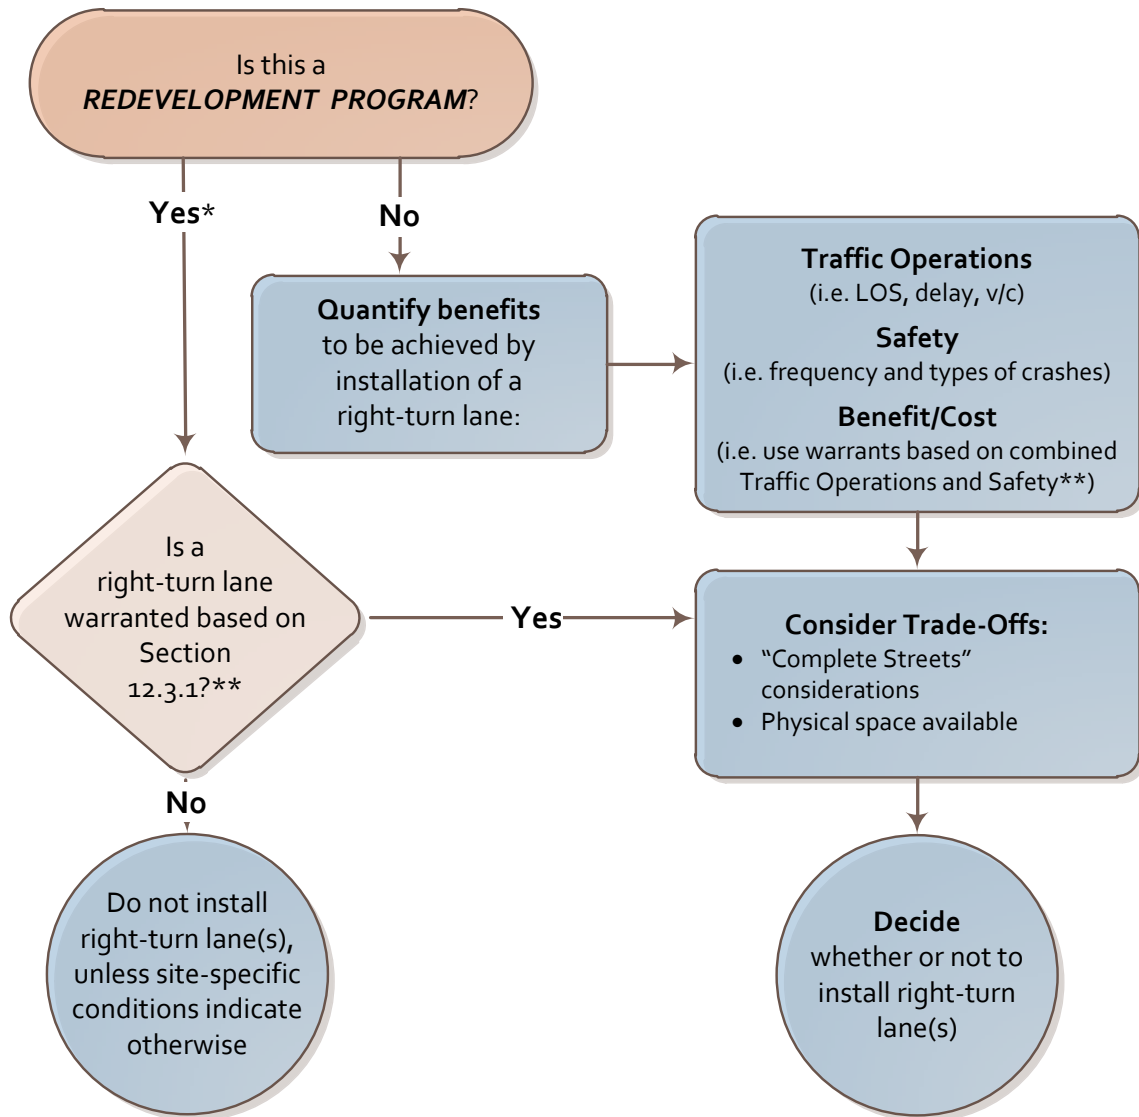 Is this a
REDEVELOPMENT PROGRAM?
Yes*
No
Quantify benefits
to be achieved by
installation of a
right-turn lane:
Traffic Operations
(i.e. LOS, delay, v/c)
Safety
(i.e. frequency and types of crashes)
Benefit/Cost
(i.e. use warrants based on combined
Traffic Operations and Safety**)
Is a
right-turn lane
warranted based on
Section
12.3.1?**
Yes
Consider Trade-Offs:
• “Complete Streets”
considerations
• Physical space available
No
Do not install
right-turn lane(s),
unless site-specific
conditions indicate
otherwise
Decide
whether or not to
install right-turn
lane(s)